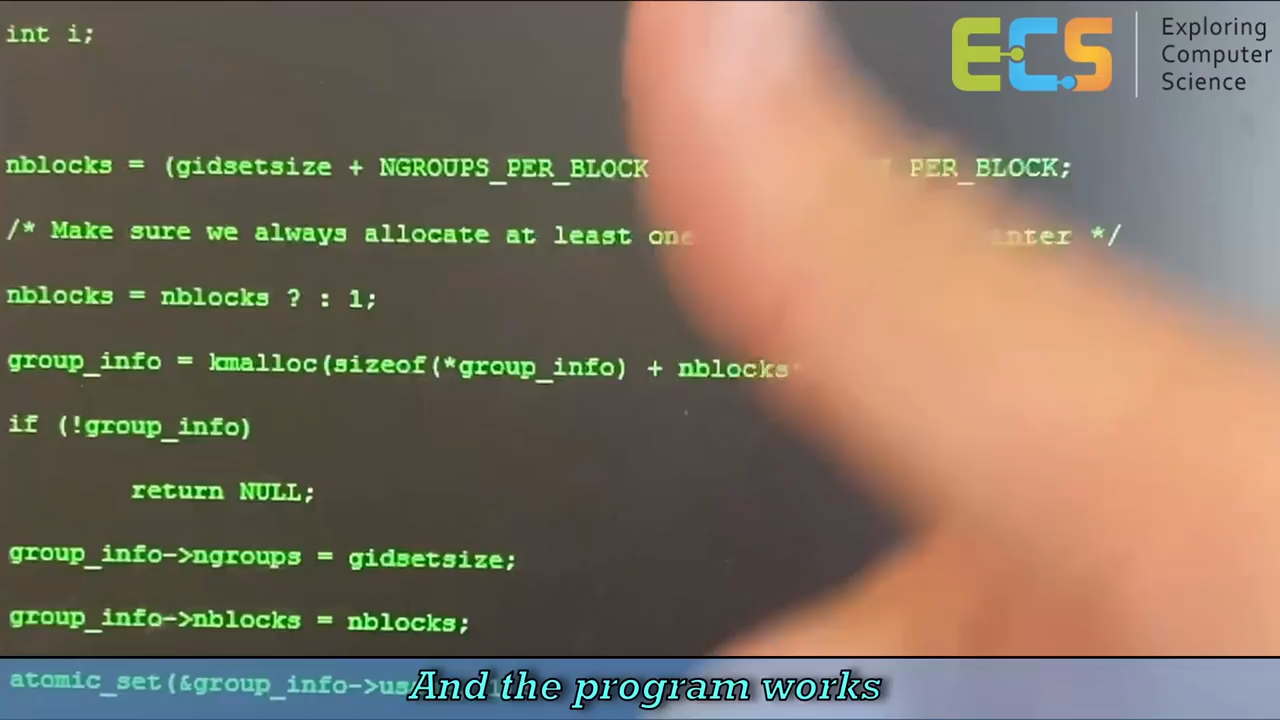 int i;
ECS
Exploring
Computer
Science
nblocks = (gidsetsize + NGROUPS_PER_BLOCK PER_BLOCK;
/* Make sure we always allocate at least one */
nblocks = nblocks ? : 1;
group_info = kmalloc(sizeof(*group_info) + nblocks
if (!group_info)
return NULL;
group_info->ngroups = gidsetsize;
group_info->nblocks = nblocks;
atomic_set(&group_info->
And the program works